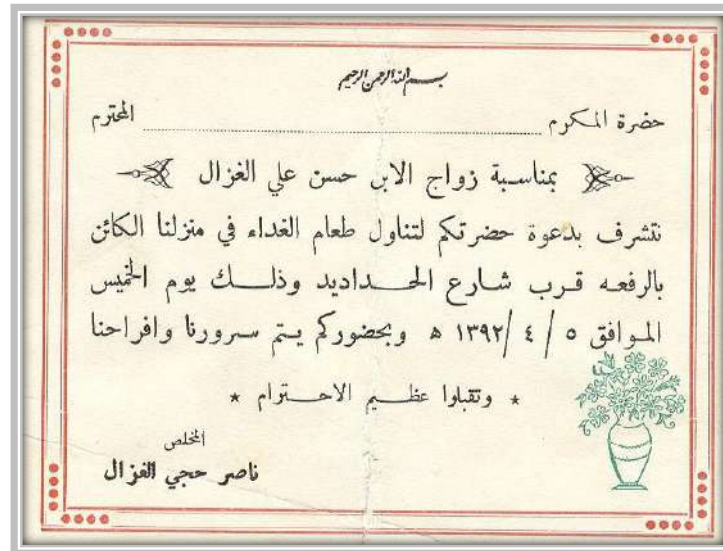 بسم الله الرحمن الرحيم
حضرة المكرم ........................ المحترم
بمناسبة زواج الابن حسن علي الغزال
نتشرف بدعوة حضرتكم لتناول طعام الغداء في منزلنا الكائن
بالرفعه قرب شارع الحداديد وذلك يوم الخميس
الموافق ٥ / ٤ / ١٣٩٢ ه وبحضوركم يتم سرورنا وافراحنا
* وتقبلوا عظيم الاحترام *
المخلص
ناصر حجي الغزال